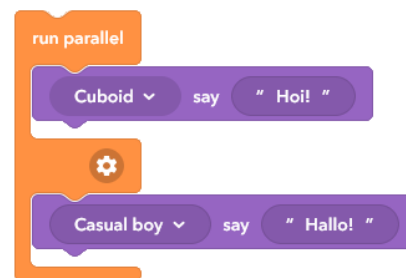 run parallel
Cuboid say " Hoi! "
Casual boy say " Hallo! "